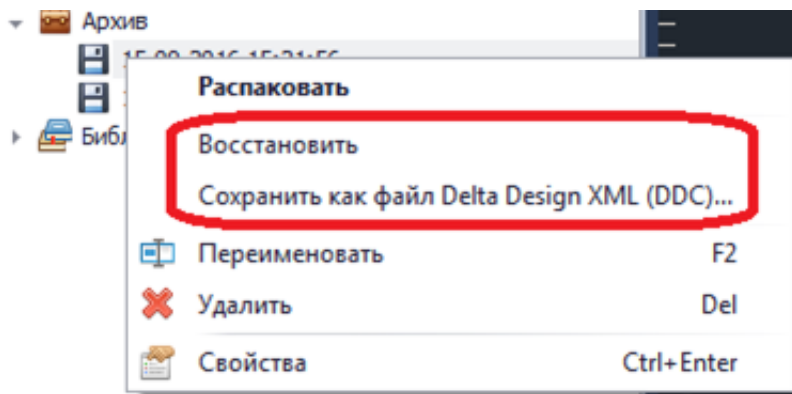 Архив
Распаковать
Восстановить
Сохранить как файл Delta Design XML (DDC)...
Переименовать F2
Удалить Del
Свойства Ctrl+Enter